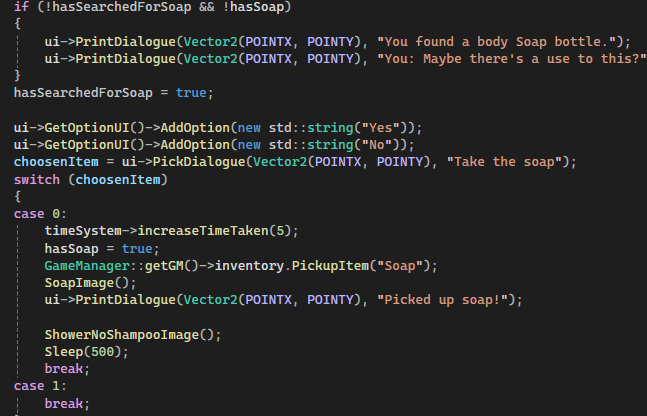 if (!hasSearchedForSoap && !hasSoap)
{
    ui->PrintDialogue(Vector2(POINTX, POINTY), "You found a body Soap bottle.");
    ui->PrintDialogue(Vector2(POINTX, POINTY), "You: Maybe there's a use to this?"
}
hasSearchedForSoap = true;

ui->GetOptionUI()->AddOption(new std::string("Yes"));
ui->GetOptionUI()->AddOption(new std::string("No"));
choosenItem = ui->PickDialogue(Vector2(POINTX, POINTY), "Take the soap");
switch (choosenItem)
{
case 0:
    timeSystem->increaseTimeTaken(5);
    hasSoap = true;
    GameManager::getGM()->inventory.PickupItem("Soap");
    SoapImage();
    ui->PrintDialogue(Vector2(POINTX, POINTY), "Picked up soap!");

    ShowerNoShampooImage();
    Sleep(500);
    break;
case 1:
    break;